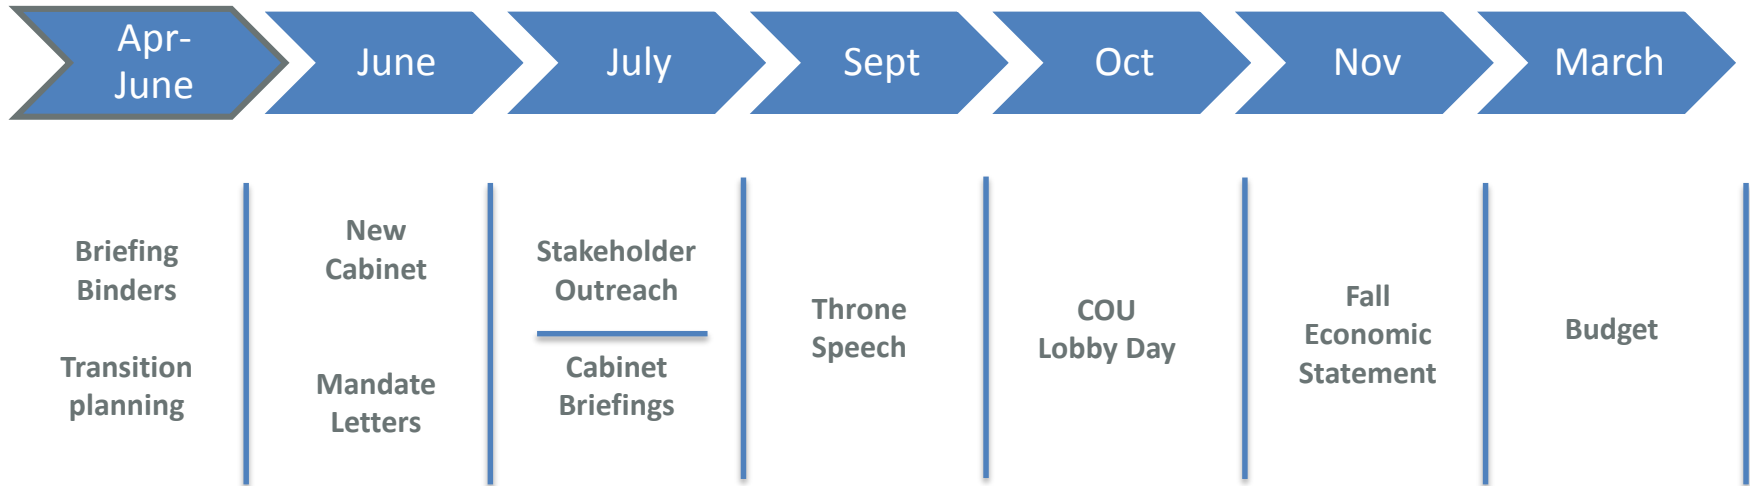 Apr-
June
June
July
Sept
Oct
Nov
March
Briefing
Binders
Transition
planning
New
Cabinet
Mandate
Letters
Stakeholder
Outreach
Cabinet
Briefings
Throne
Speech
COU
Lobby Day
Fall
Economic
Statement
Budget